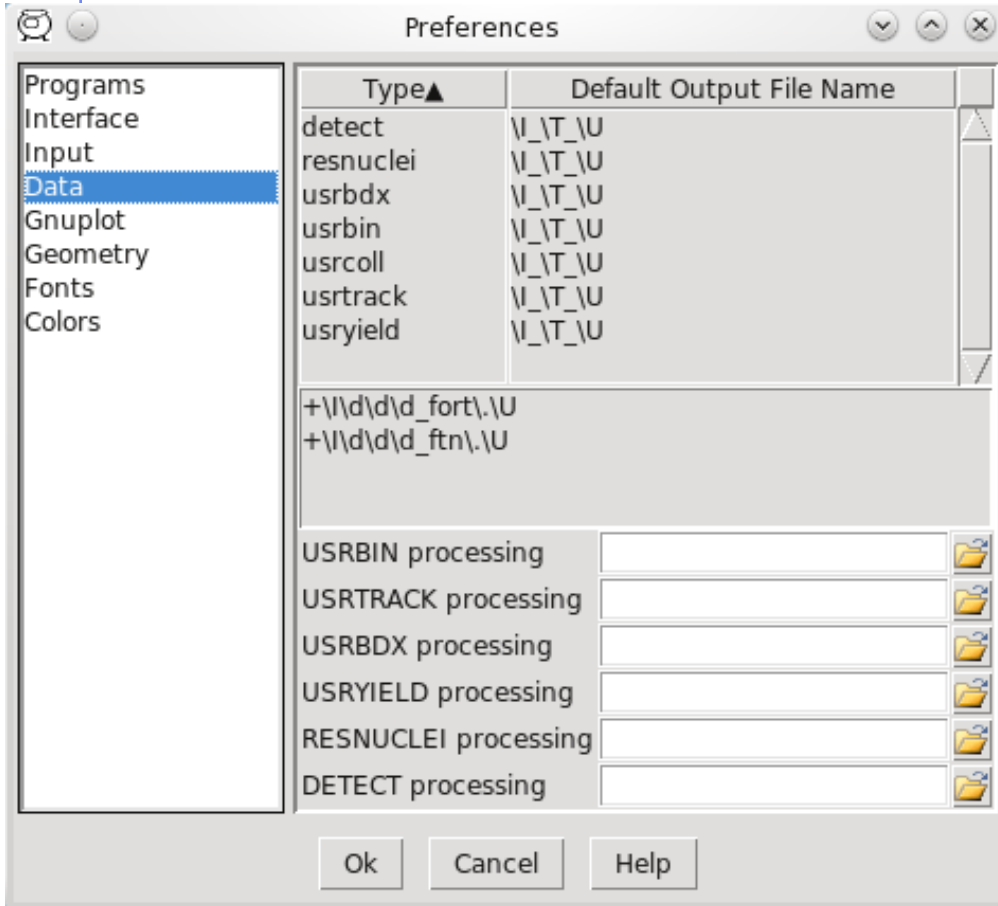 Preferences
Programs
Interface
Input
Data
Gnuplot
Geometry
Fonts
Colors
Type▲ Default Output File Name
detect \I_\T_\U
resnuclei \I_\T_\U
usrbdx \I_\T_\U
usrbin \I_\T_\U
usrcoll \I_\T_\U
usrtrack \I_\T_\U
usryield \I_\T_\U
+\I\d\d\d_fort\.\U
+\I\d\d\d_ftn\.\U
USRBIN processing
USRTRACK processing
USRBDX processing
USRYIELD processing
RESNUCLEI processing
DETECT processing
Ok Cancel Help